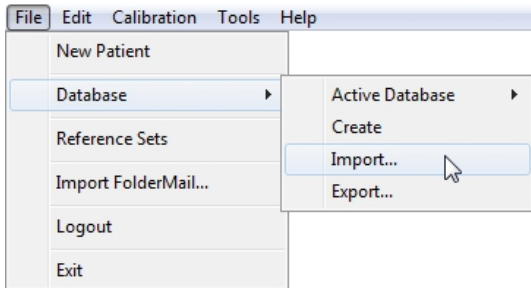 File Edit Calibration Tools Help
New Patient
Database
Reference Sets
Import FolderMail...
Logout
Exit
Active Database
Create
Import...
Export...